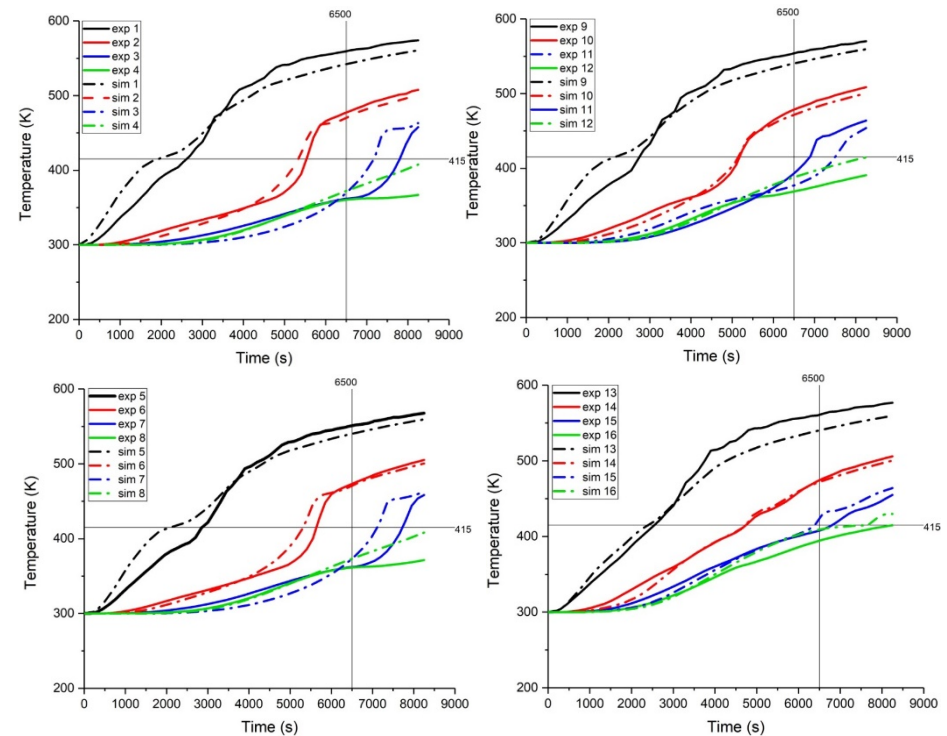 6500
600
exp 1
exp 2
exp 3
exp 4
sim 1
sim 2
sim 3
sim 4
500
400
300
200
415
Temperature (K)
0 1000 2000 3000 4000 5000 6000 7000 8000 9000
Time (s)
6500
600
exp 9
exp 10
exp 11
exp 12
sim 9
sim 10
sim 11
sim 12
500
400
300
200
415
Temperature (K)
0 1000 2000 3000 4000 5000 6000 7000 8000 9000
Time (s)
6500
600
exp 5
exp 6
exp 7
exp 8
sim 5
sim 6
sim 7
sim 8
500
400
300
200
415
Temperature (K)
0 1000 2000 3000 4000 5000 6000 7000 8000 9000
Time (s)
6500
600
exp 13
exp 14
exp 15
exp 16
sim 13
sim 14
sim 15
sim 16
500
400
300
200
415
Temperature (K)
0 1000 2000 3000 4000 5000 6000 7000 8000 9000
Time (s)